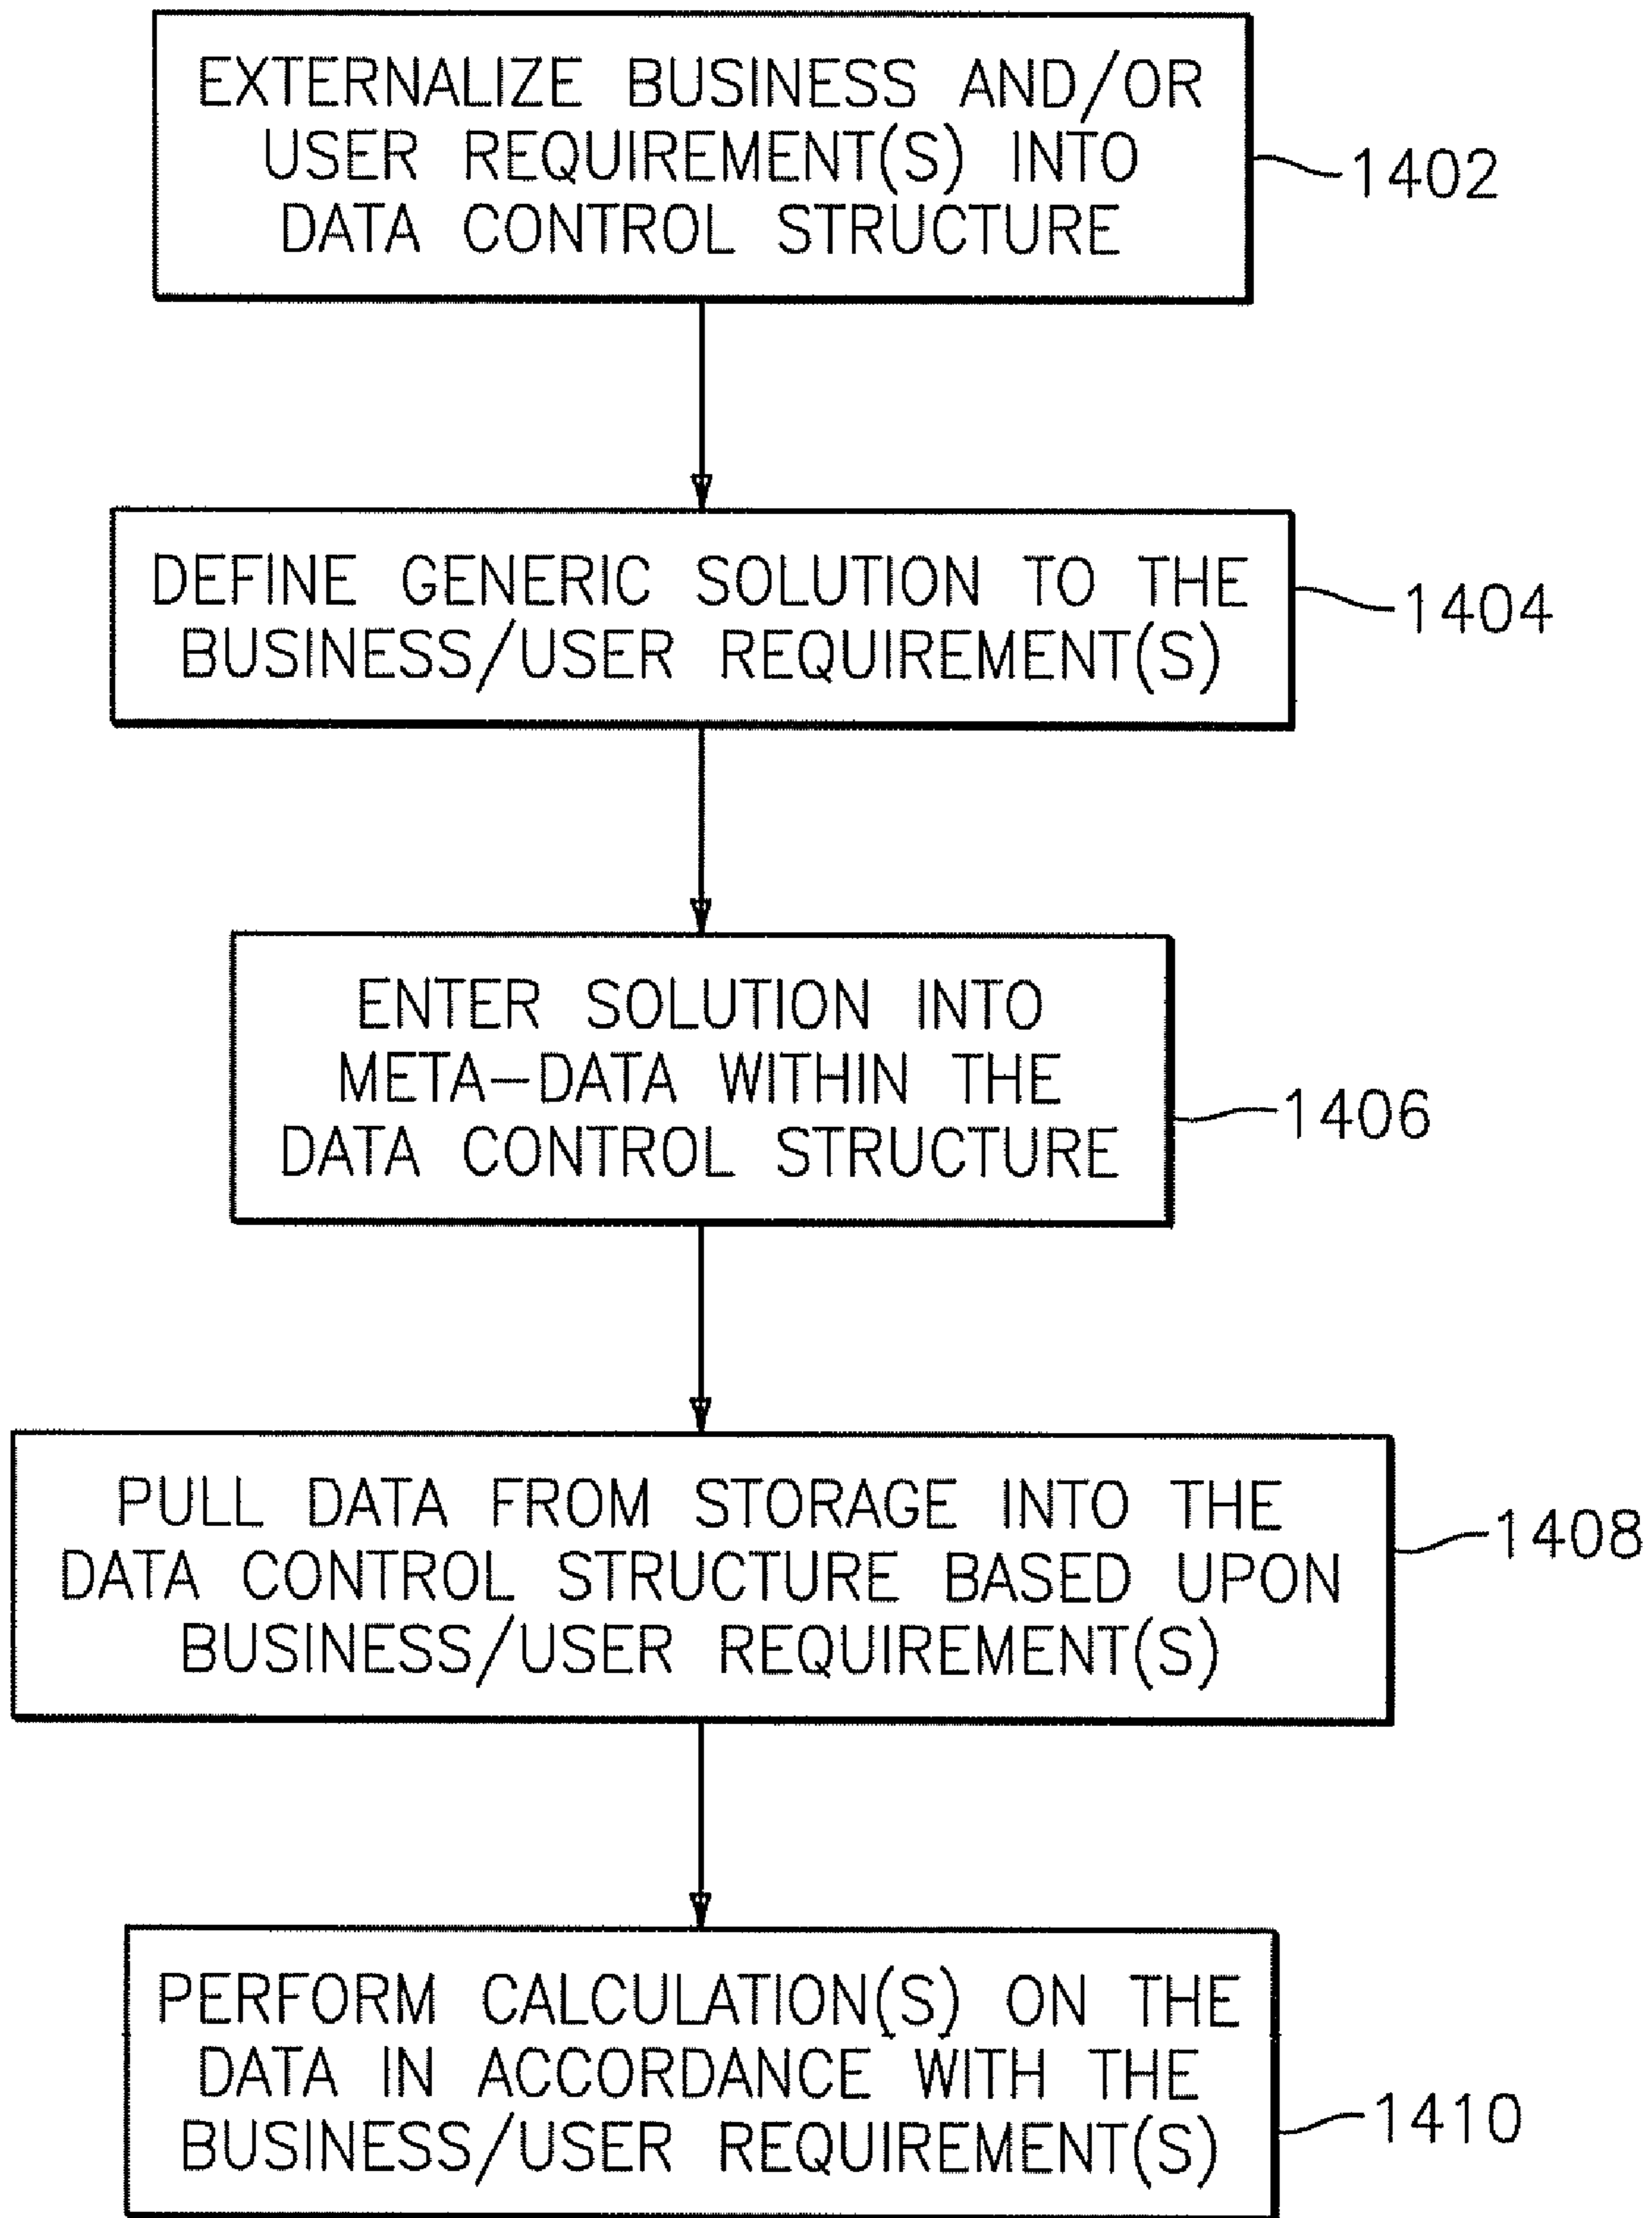 EXTERNALIZE BUSINESS AND/OR
USER REQUIREMENT(S) INTO
DATA CONTROL STRUCTURE
1402
DEFINE GENERIC SOLUTION TO THE
BUSINESS/USER REQUIREMENT(S)
1404
ENTER SOLUTION INTO
META-DATA WITHIN THE
DATA CONTROL STRUCTURE
1406
PULL DATA FROM STORAGE INTO THE
DATA CONTROL STRUCTURE BASED UPON
BUSINESS/USER REQUIREMENT(S)
1408
PERFORM CALCULATION(S) ON THE
DATA IN ACCORDANCE WITH THE
BUSINESS/USER REQUIREMENT(S)
1410